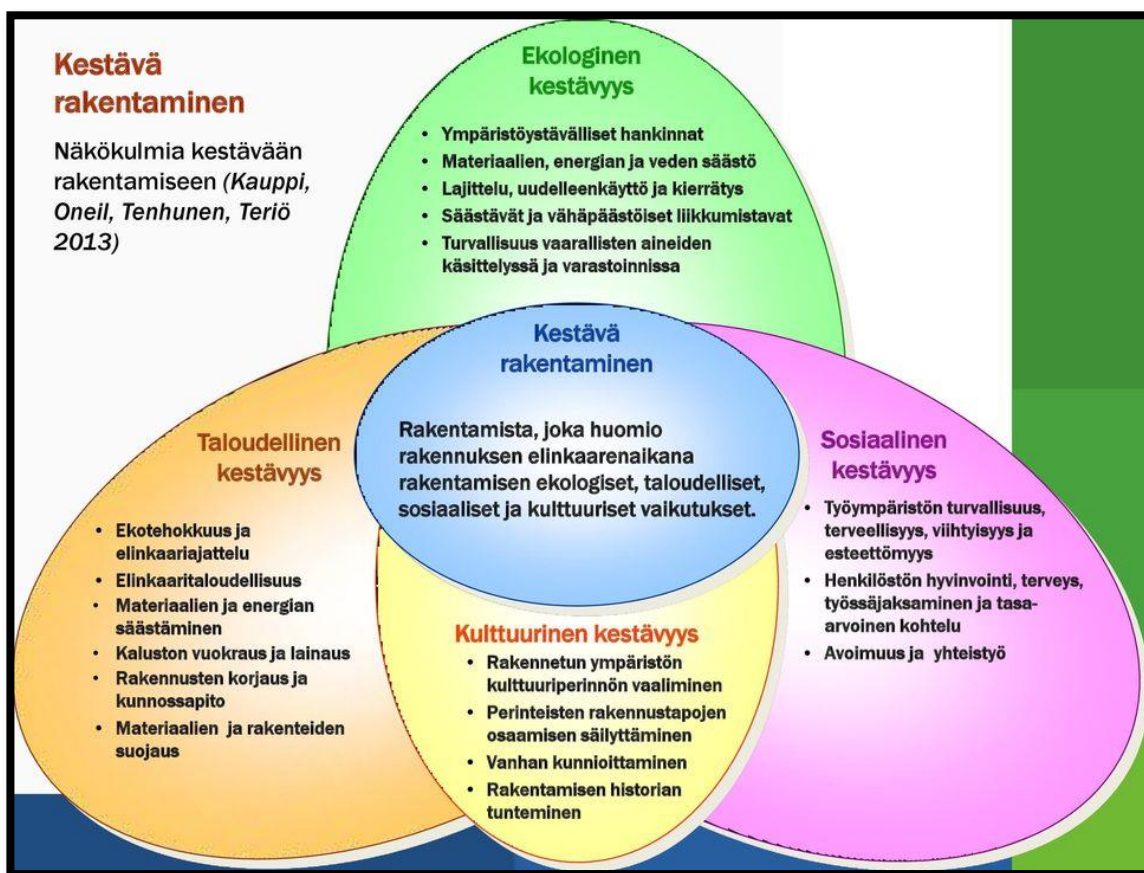 Kestävä
rakentaminen
Näkökulmia kestävään
rakentamiseen (Kauppi,
Oneil, Tenhunen, Teriö
2013)
Ekologinen
kestävyys
• Ympäristöystävälliset hankinnat
• Materiaalien, energian ja veden säästö
• Lajittelu, uudelleenkäyttö ja kierrätys
• Säästävät ja vähäpäästöiset liikkumistavat
• Turvallisuus vaarallisten aineiden
käsittelyssä ja varastoinnissa
Kestävä
rakentaminen
Rakentamista, joka huomio
rakennuksen elinkaarenaikana
rakentamisen ekologiset, taloudelliset,
sosiaaliset ja kulttuuriset vaikutukset.
Taloudellinen
kestävyys
• Ekotehokkuus ja
elinkaariajattelu
• Elinkaaritaloudellisuus
• Materiaalien ja energian
säästäminen
• Kaluston vuokraus ja lainaus
• Rakennusten korjaus ja
kunnossapito
• Materiaalien ja rakenteiden
suojaus
Kulttuurinen kestävyys
• Rakennetun ympäristön
kulttuuriperinnön vaaliminen
• Perinteisten rakennustapojen
osaamisen säilyttäminen
• Vanhan kunnioittaminen
• Rakentamisen historian
tunteminen
Sosiaalinen
kestävyys
• Työympäristön turvallisuus,
terveellisyys, viihtyisyys ja
esteettömyys
• Henkilöstön hyvinvointi, terveys,
työssäjaksaminen ja tasa-
arvoinen kohtelu
• Avoimuus ja yhteistyö